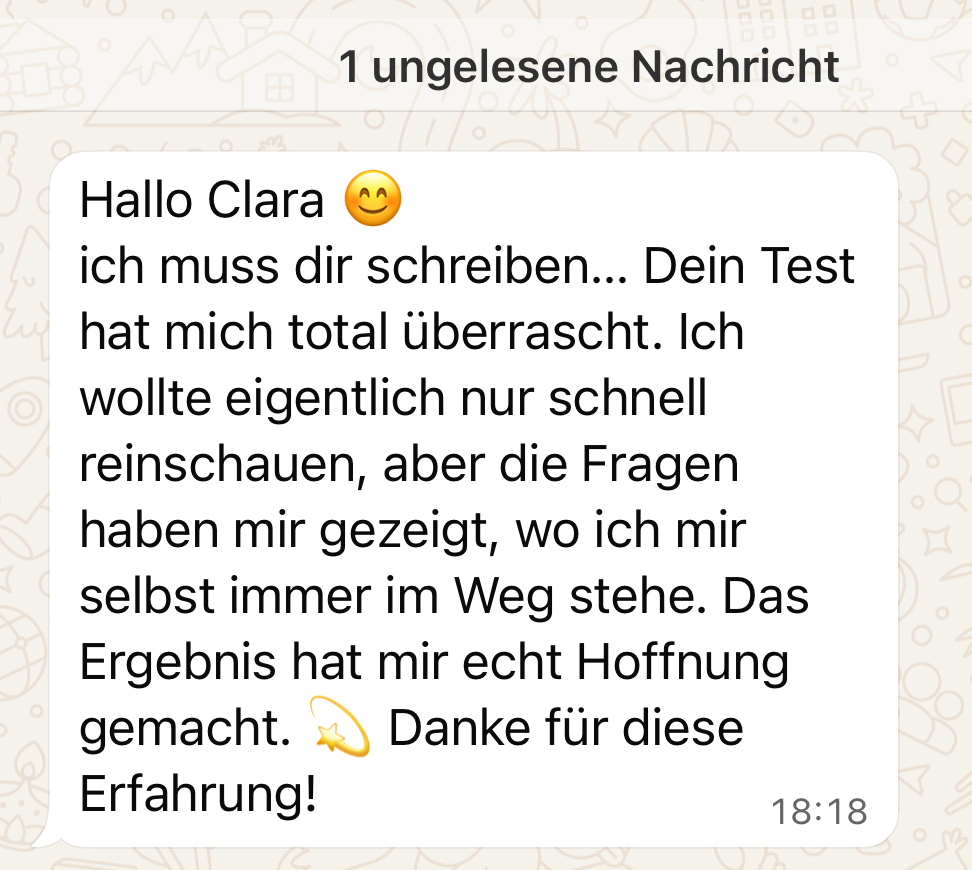 1 ungelesene Nachricht
Hallo Clara 😊
ich muss dir schreiben... Dein Test
hat mich total überrascht. Ich
wollte eigentlich nur schnell
reinschauen, aber die Fragen
haben mir gezeigt, wo ich mir
selbst immer im Weg stehe. Das
Ergebnis hat mir echt Hoffnung
gemacht. 💫 Danke für diese
Erfahrung!
18:18